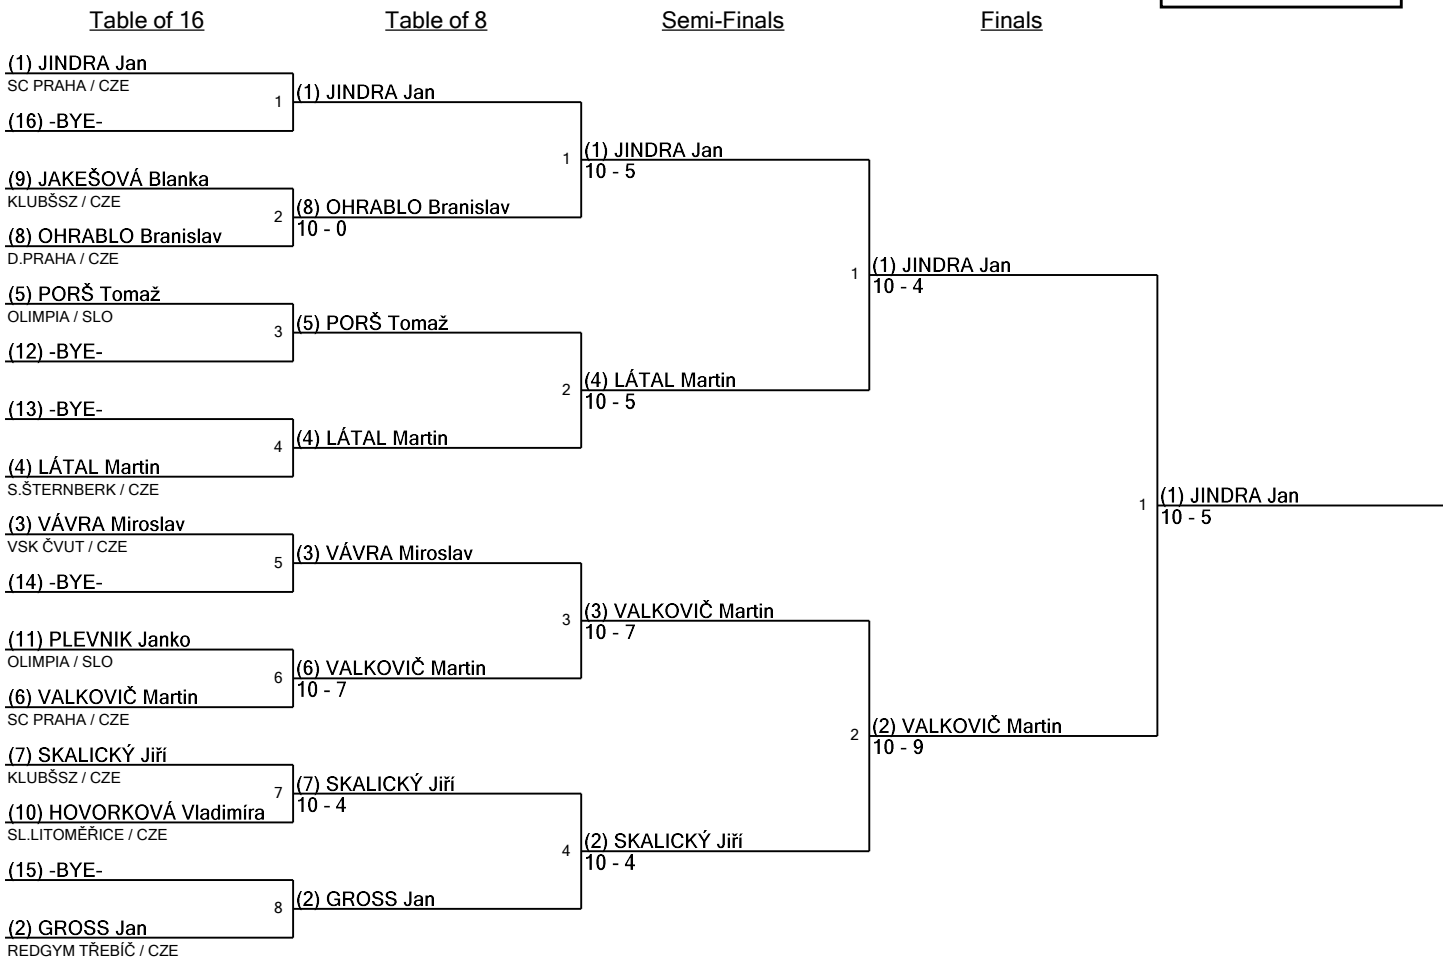 Table of 16
Table of 8
Semi-Finals
Finals
(1) JINDRA Jan
SC PRAHA / CZE
1
(16) -BYE-
(9) JAKEŠOVÁ Blanka
KLUBŠSZ / CZE
2
(8) OHRABLO Branislav
D.PRAHA / CZE
(5) PORŠ Tomaž
OLIMPIA / SLO
3
(12) -BYE-
(13) -BYE-
4
(4) LÁTAL Martin
S.ŠTERNBERK / CZE
(3) VÁVRA Miroslav
VSK ČVUT / CZE
5
(14) -BYE-
(11) PLEVNIK Janko
OLIMPIA / SLO
6
(6) VALKOVIČ Martin
SC PRAHA / CZE
(7) SKALICKÝ Jiří
KLUBŠSZ / CZE
7
(10) HOVORKOVÁ Vladimíra
SL.LITOMĚŘICE / CZE
(15) -BYE-
8
(2) GROSS Jan
REDGYM TŘEBÍČ / CZE
(1) JINDRA Jan
1
(8) OHRABLO Branislav
10 - 0
(5) PORŠ Tomaž
2
(4) LÁTAL Martin
(3) VÁVRA Miroslav
3
(6) VALKOVIČ Martin
10 - 7
(7) SKALICKÝ Jiří
10 - 4
4
(2) GROSS Jan
(1) JINDRA Jan
10 - 5
1
(4) LÁTAL Martin
10 - 5
(3) VALKOVIČ Martin
10 - 7
2
(2) SKALICKÝ Jiří
10 - 4
(1) JINDRA Jan
10 - 4
1
(2) VALKOVIČ Martin
10 - 9
(1) JINDRA Jan
10 - 5